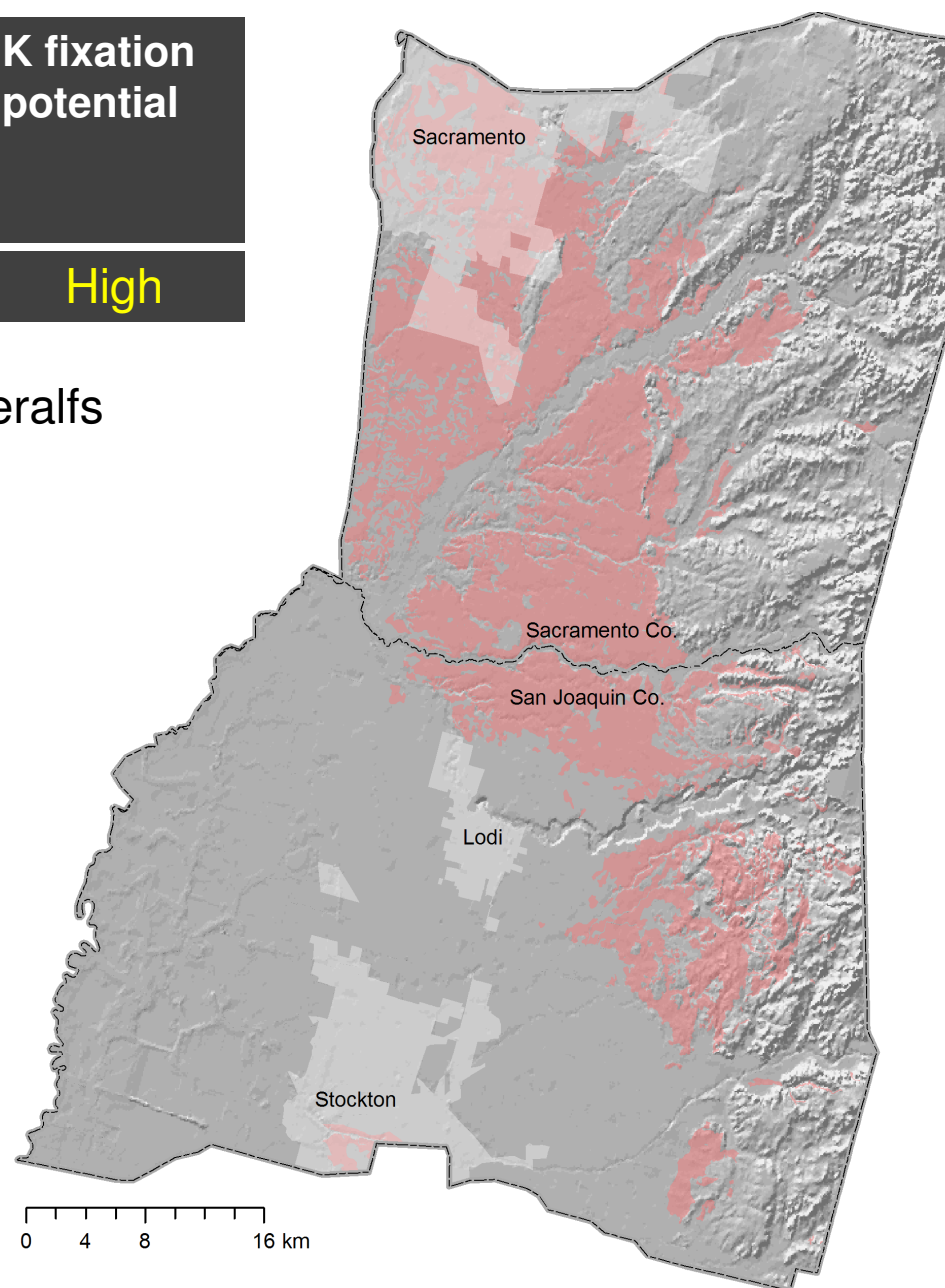 K fixation
potential
High
eralfs
Sacramento
Sacramento Co.
San Joaquin Co.
Lodi
Stockton
0 4 8 16 km